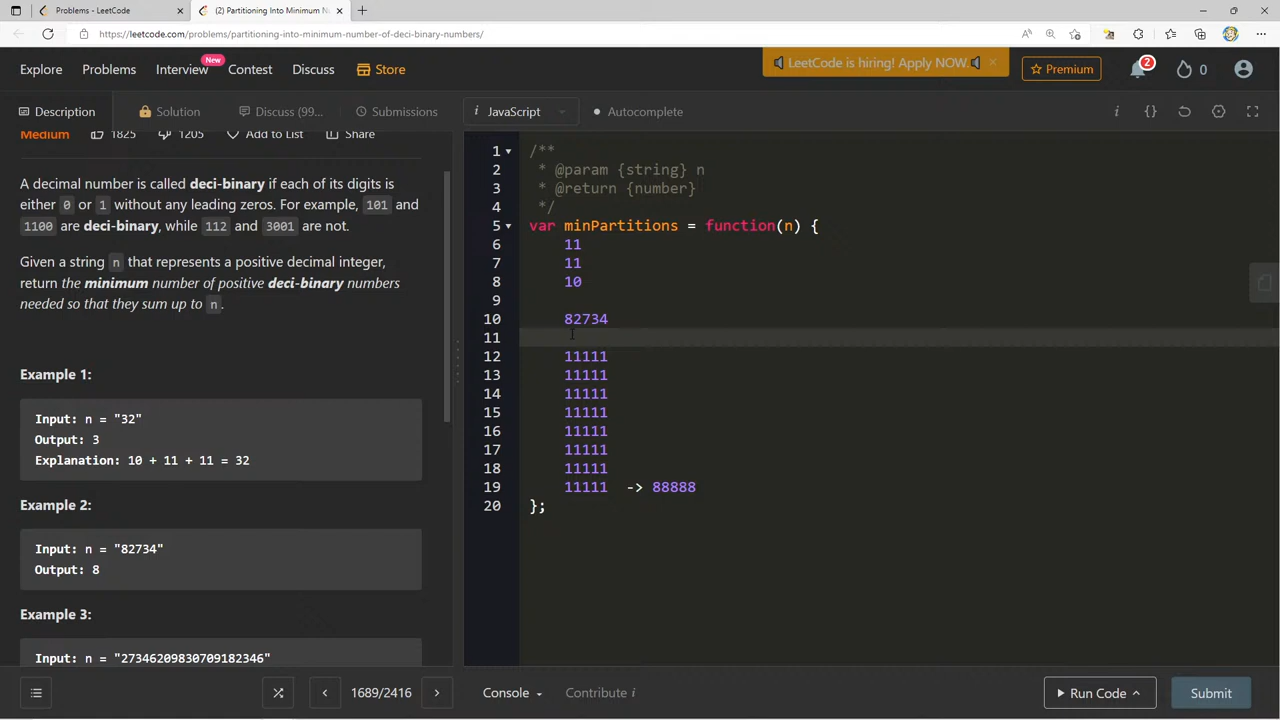 Problems - LeetCode
(2) Partitioning Into Minimum N
https://leetcode.com/problems/partitioning-into-minimum-number-of-deci-binary-numbers/
Explore Problems Interview New Contest Discuss Store
LeetCode is hiring! Apply NOW.
Premium 2 0
Description Solution Discuss (99... Submissions
i JavaScript Autocomplete
Medium 1825 1205 Add to List Share
A decimal number is called deci-binary if each of its digits is
either 0 or 1 without any leading zeros. For example, 101 and
1100 are deci-binary, while 112 and 3001 are not.
Given a string n that represents a positive decimal integer,
return the minimum number of positive deci-binary numbers
needed so that they sum up to n.
Example 1:
Input: n = "32"
Output: 3
Explanation: 10 + 11 + 11 = 32
Example 2:
Input: n = "82734"
Output: 8
Example 3:
Input: n = "27346209830709182346"
1 /**
2 * @param {string} n
3 * @return {number}
4 */
5 var minPartitions = function(n) {
6 11
7 11
8 10
9
10 82734
11
12 11111
13 11111
14 11111
15 11111
16 11111
17 11111
18 11111
19 11111 -> 88888
20 };
1689/2416
Console Contribute i
Run Code Submit